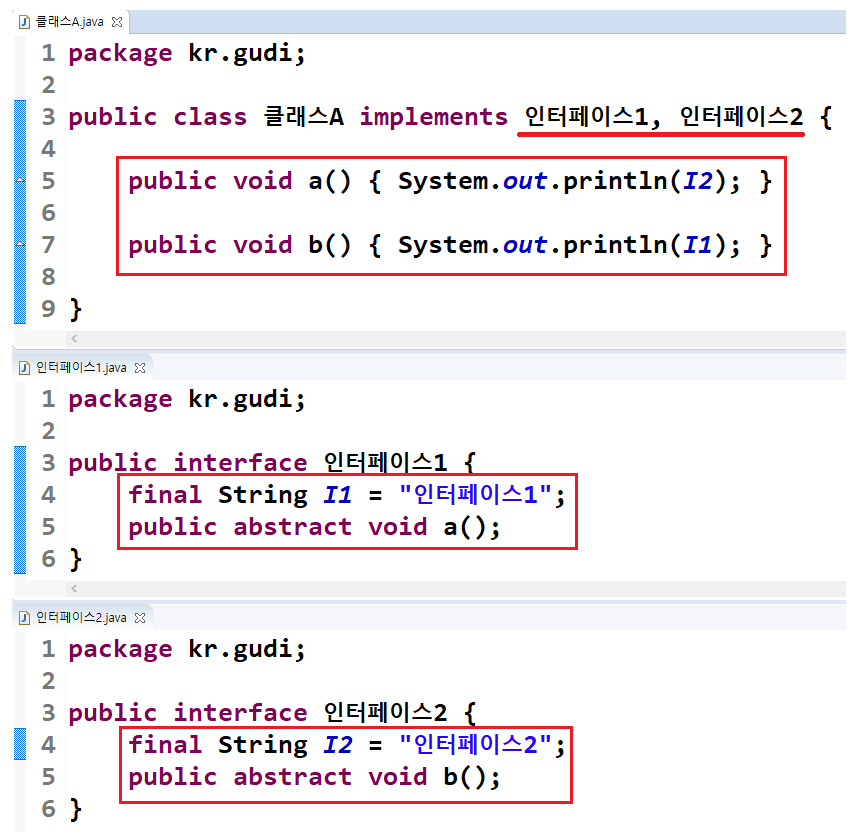 클래스A.java
1 package kr.gudi;
2
3 public class 클래스A implements 인터페이스1, 인터페이스2 {
4
5     public void a() { System.out.println(I2); }
6
7     public void b() { System.out.println(I1); }
8
9 }
인터페이스1.java
1 package kr.gudi;
2
3 public interface 인터페이스1 {
4     final String I1 = "인터페이스1";
5     public abstract void a();
6 }
인터페이스2.java
1 package kr.gudi;
2
3 public interface 인터페이스2 {
4     final String I2 = "인터페이스2";
5     public abstract void b();
6 }